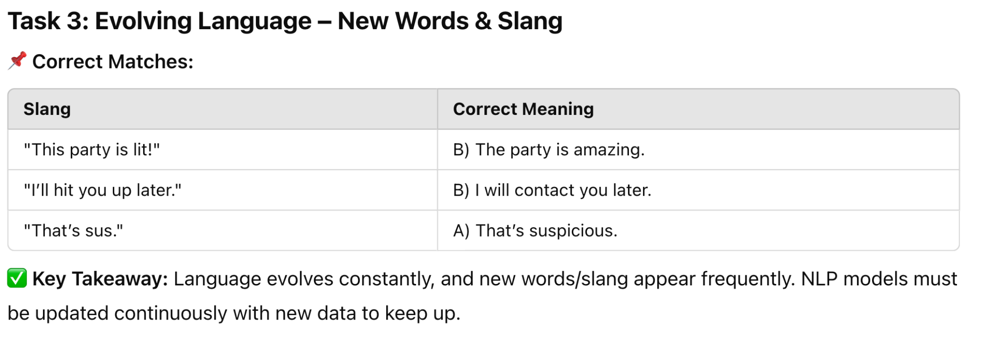 Task 3: Evolving Language – New Words & Slang
📌 Correct Matches:
Slang Correct Meaning
"This party is lit!" B) The party is amazing.
"I’ll hit you up later." B) I will contact you later.
"That’s sus." A) That’s suspicious.
✅ Key Takeaway: Language evolves constantly, and new words/slang appear frequently. NLP models must
be updated continuously with new data to keep up.